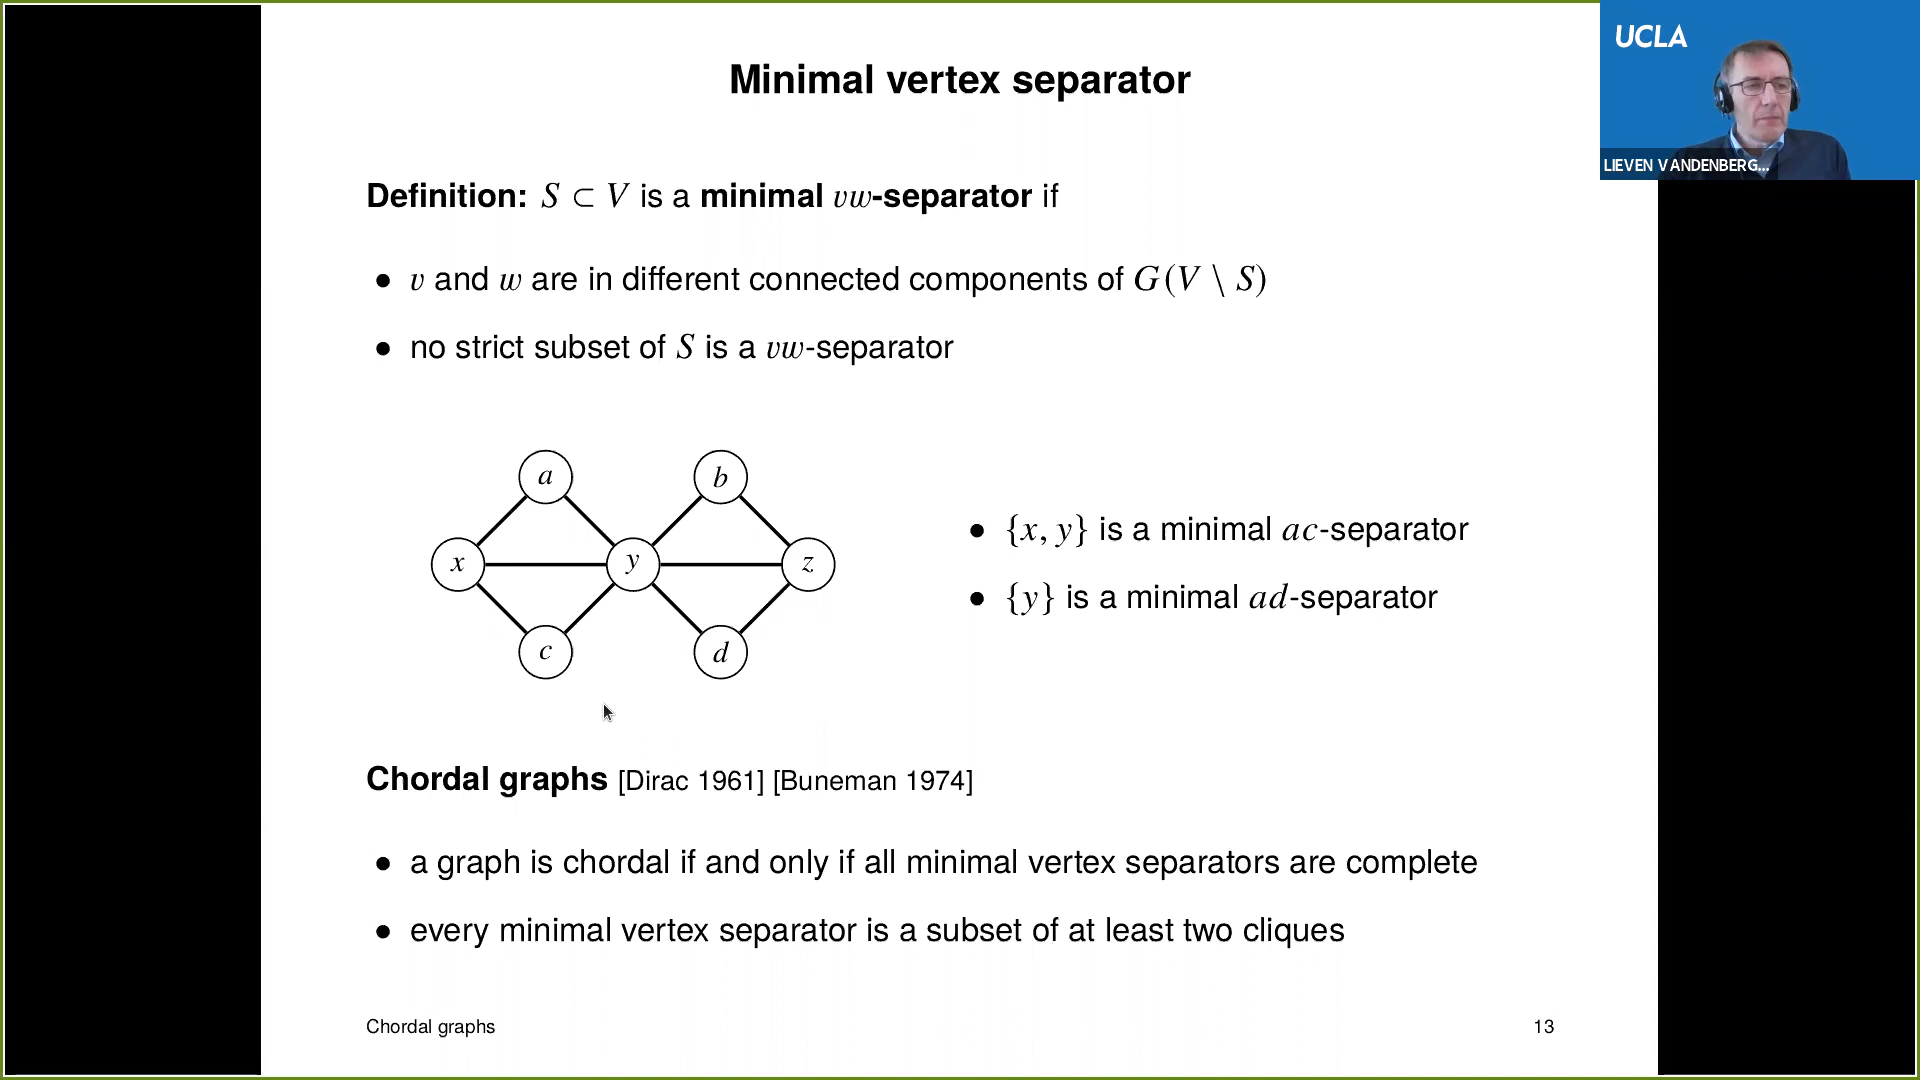 Minimal vertex separator
UCLA
LIEVEN VANDENBERG...
Definition: S ⊂ V is a minimal vw-separator if
• v and w are in different connected components of G(V \ S)
• no strict subset of S is a vw-separator
a b
x y z
c d
• {x, y} is a minimal ac-separator
• {y} is a minimal ad-separator
Chordal graphs [Dirac 1961] [Buneman 1974]
• a graph is chordal if and only if all minimal vertex separators are complete
• every minimal vertex separator is a subset of at least two cliques
Chordal graphs 13